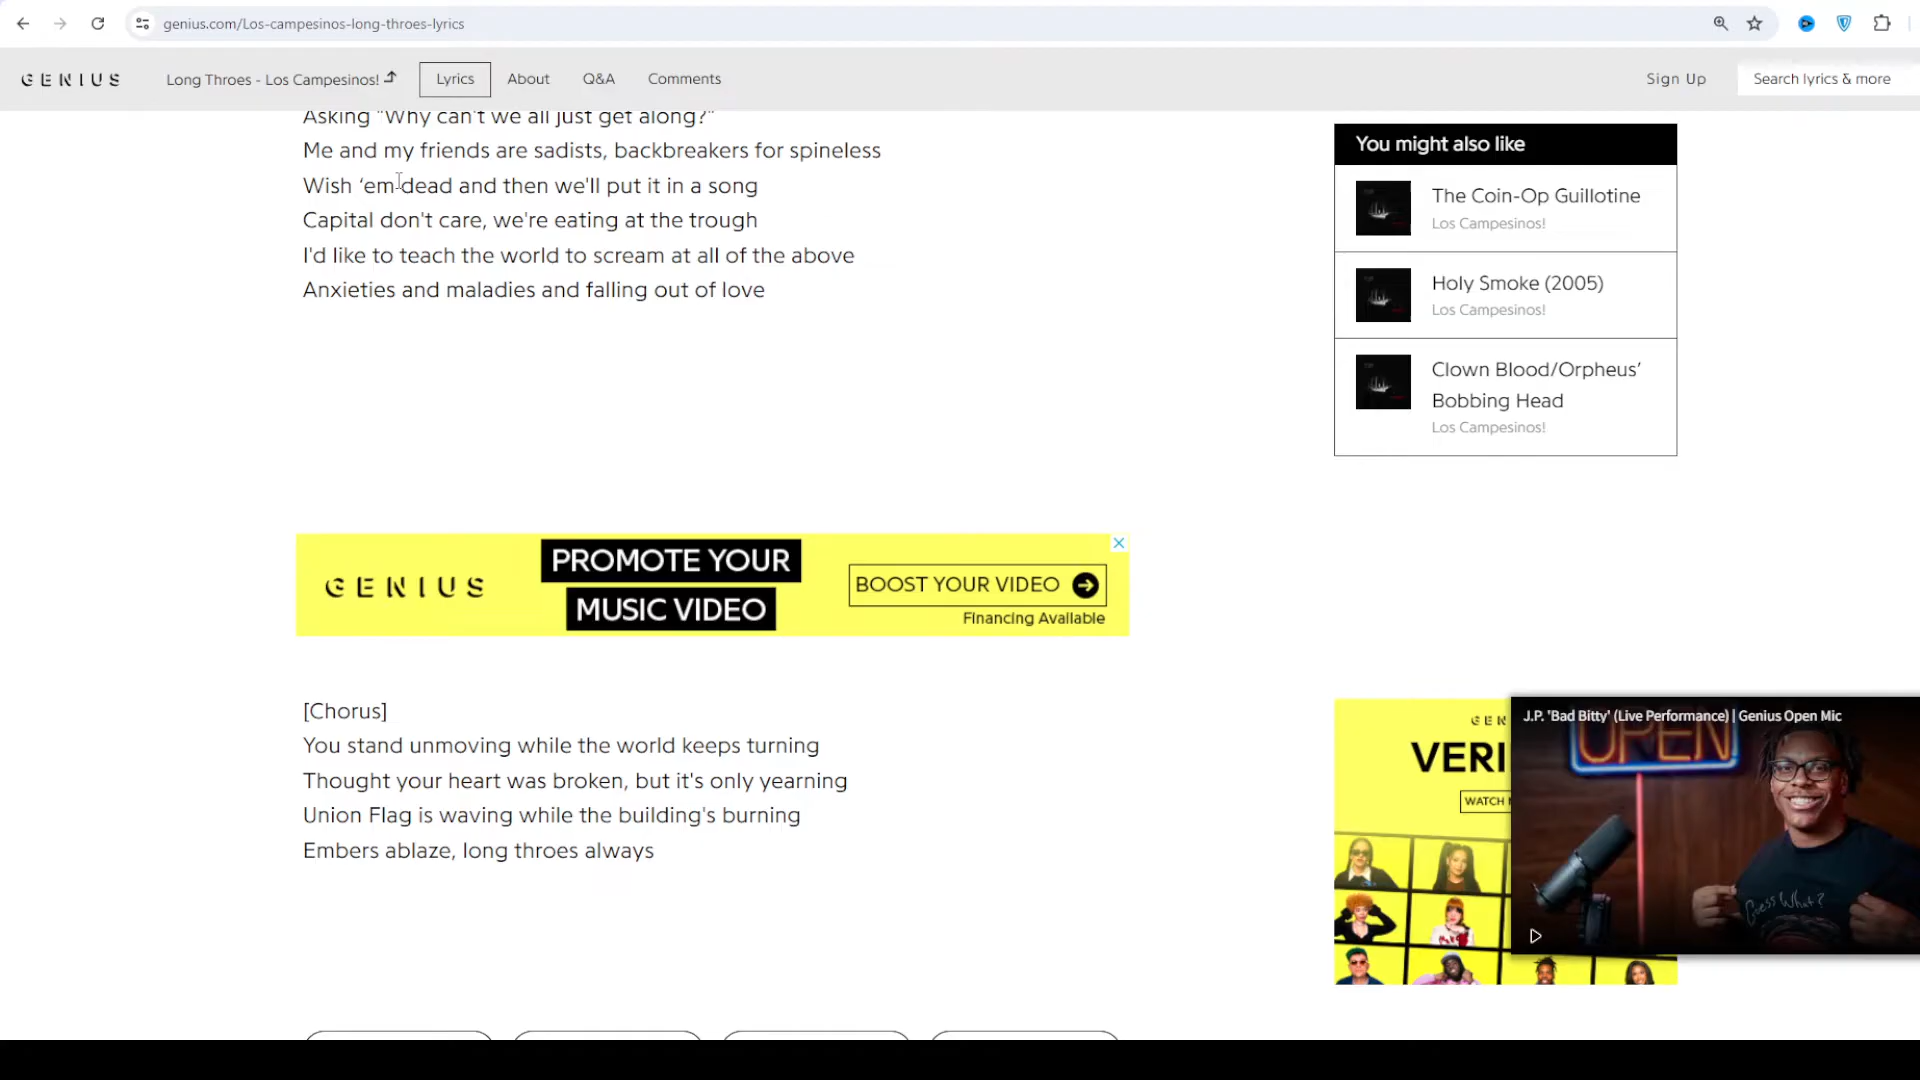 genius.com/Los-campesinos-long-throes-lyrics
GENIUS
Long Throes - Los Campesinos!
Lyrics
About
Q&A
Comments
Sign Up
Search lyrics & more
Asking "Why can't we all just get along?"
Me and my friends are sadists, backbreakers for spineless
Wish ‘em dead and then we'll put it in a song
Capital don't care, we're eating at the trough
I'd like to teach the world to scream at all of the above
Anxieties and maladies and falling out of love
You might also like
The Coin-Op Guillotine
Los Campesinos!
Holy Smoke (2005)
Los Campesinos!
Clown Blood/Orpheus’
Bobbing Head
Los Campesinos!
GENIUS
PROMOTE YOUR
MUSIC VIDEO
BOOST YOUR VIDEO
Financing Available
[Chorus]
You stand unmoving while the world keeps turning
Thought your heart was broken, but it's only yearning
Union Flag is waving while the building's burning
Embers ablaze, long throes always
GEN
VERI
WATCH
J.P. 'Bad Bitty' (Live Performance) | Genius Open Mic
OPEN
Guess What?